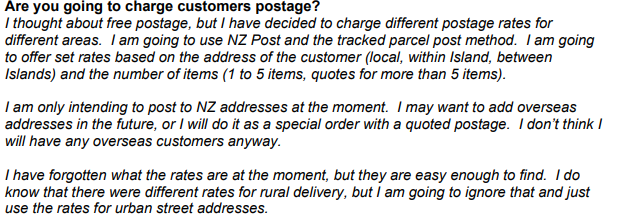 Are you going to charge customers postage?
I thought about free postage, but I have decided to charge different postage rates for
different areas.  I am going to use NZ Post and the tracked parcel post method.  I am going
to offer set rates based on the address of the customer (local, within Island, between
Islands) and the number of items (1 to 5 items, quotes for more than 5 items).

I am only intending to post to NZ addresses at the moment.  I may want to add overseas
addresses in the future, or I will do it as a special order with a quoted postage.  I don't think I
will have any overseas customers anyway.

I have forgotten what the rates are at the moment, but they are easy enough to find.  I do
know that there were different rates for rural delivery, but I am going to ignore that and just
use the rates for urban street addresses.